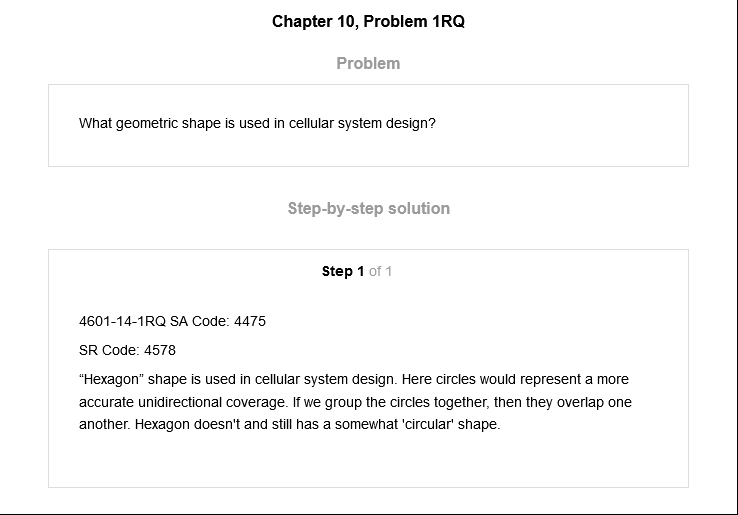 Chapter 10, Problem 1RQ
Problem
What geometric shape is used in cellular system design?
Step-by-step solution
Step 1 of 1
4601-14-1RQ SA Code: 4475
SR Code: 4578
“Hexagon” shape is used in cellular system design. Here circles would represent a more
accurate unidirectional coverage. If we group the circles together, then they overlap one
another. Hexagon doesn't and still has a somewhat 'circular' shape.